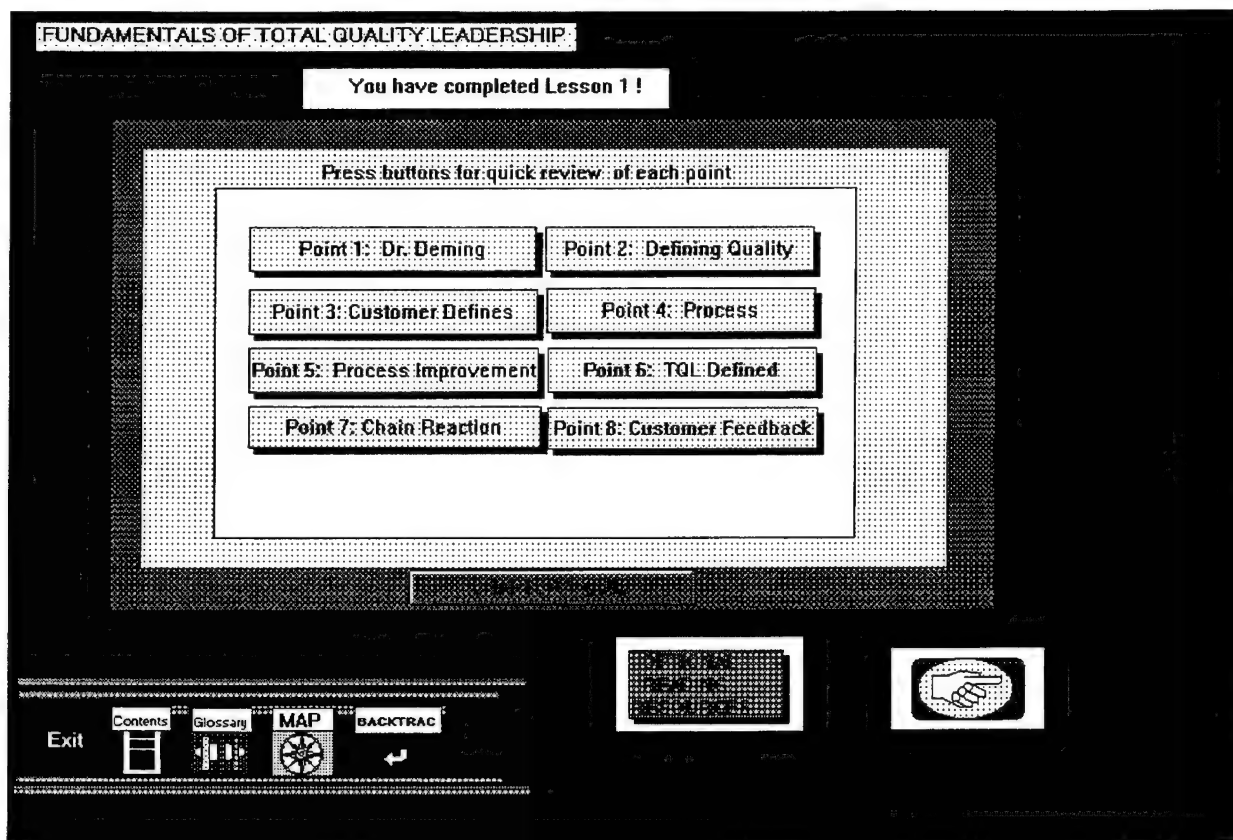 FUNDAMENTALS OF TOTAL QUALITY LEADERSHIP
You have completed Lesson 1 !
Press buttons for quick review of each point
Point 1: Dr. Deming
Point 2: Defining Quality
Point 3: Customer Defines
Point 4: Process
Point 5: Process Improvement
Point 6: TQL Defined
Point 7: Chain Reaction
Point 8: Customer Feedback
Exit
Contents
Glossary
MAP
BACKTRAC